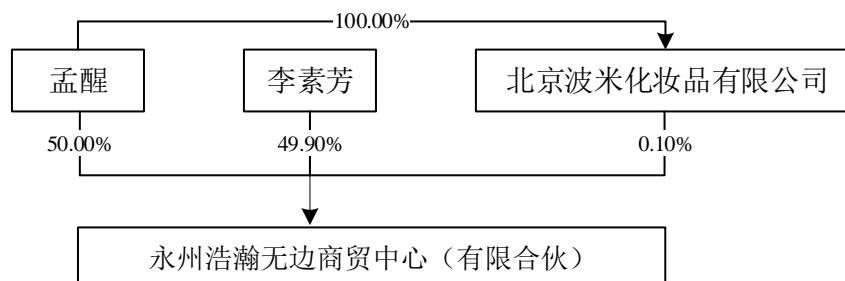 100.00%
孟醒
李素芳
北京波米化妆品有限公司
50.00%
49.90%
0.10%
永州浩瀚无边商贸中心（有限合伙）